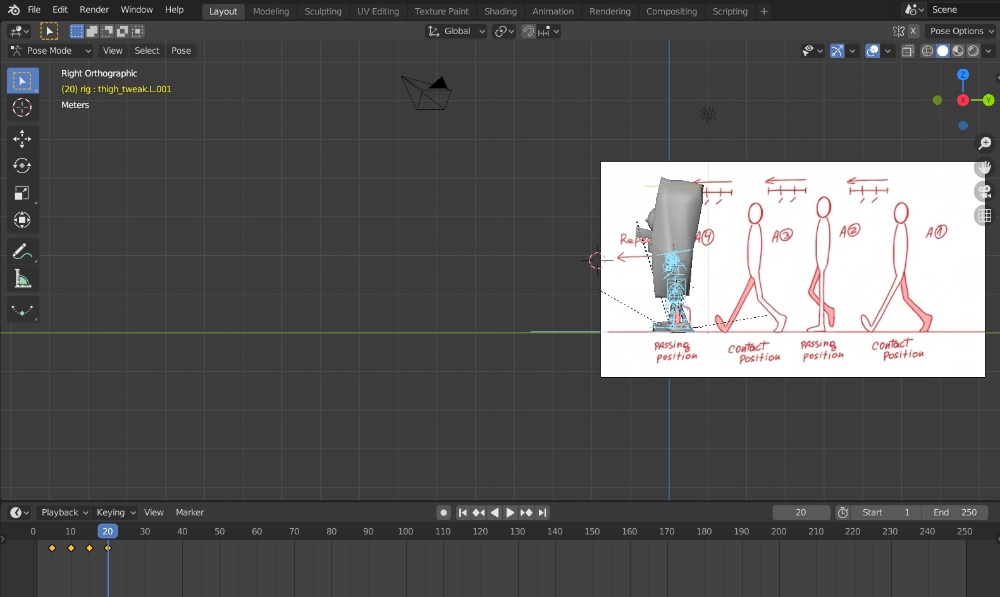 File Edit Render Window Help
Layout Modeling Sculpting UV Editing Texture Paint Shading Animation Rendering Compositing Scripting +
Scene
Global
X Pose Options
Pose Mode View Select Pose
Right Orthographic
(20) rig : thigh_tweak.L.001
Meters
Z
X Y
A④ A③ A② A①
Passing position
Contact Position
Passing position
Contact Position
Playback Keying View Marker
20 Start 1 End 250
0 10 20 30 40 50 60 70 80 90 100 110 120 130 140 150 160 170 180 190 200 210 220 230 240 250